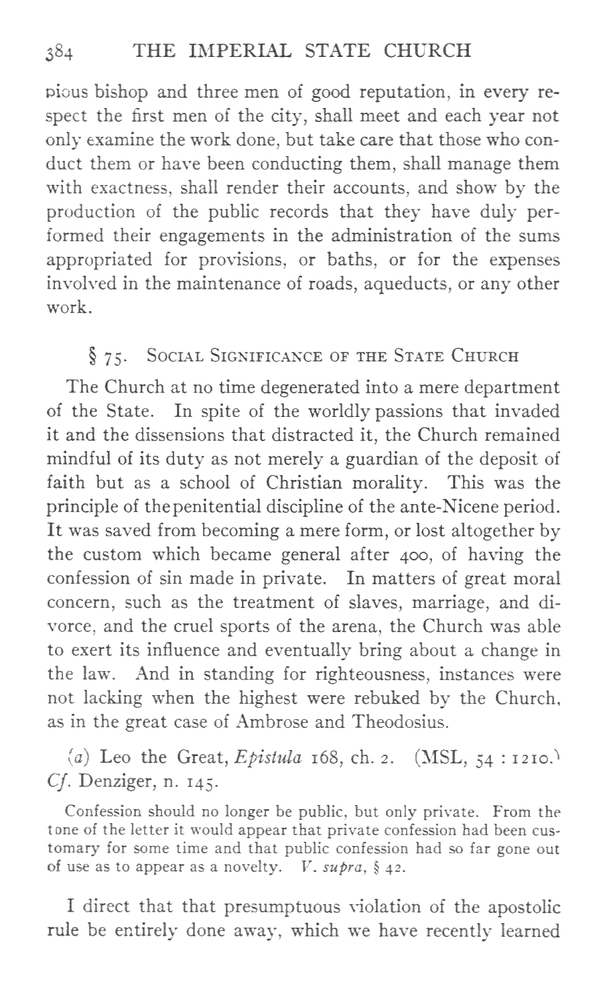 384 THE IMPERIAL STATE CHURCH
pious bishop and three men of good reputation, in every re-
spect the first men of the city, shall meet and each year not
only examine the work done, but take care that those who con-
duct them or have been conducting them, shall manage them
with exactness, shall render their accounts, and show by the
production of the public records that they have duly per-
formed their engagements in the administration of the sums
appropriated for provisions, or baths, or for the expenses
involved in the maintenance of roads, aqueducts, or any other
work.
§ 75. Social Significance of the State Church
The Church at no time degenerated into a mere department
of the State. In spite of the worldly passions that invaded
it and the dissensions that distracted it, the Church remained
mindful of its duty as not merely a guardian of the deposit of
faith but as a school of Christian morality. This was the
principle of the penitential discipline of the ante-Nicene period.
It was saved from becoming a mere form, or lost altogether by
the custom which became general after 400, of having the
confession of sin made in private. In matters of great moral
concern, such as the treatment of slaves, marriage, and di-
vorce, and the cruel sports of the arena, the Church was able
to exert its influence and eventually bring about a change in
the law. And in standing for righteousness, instances were
not lacking when the highest were rebuked by the Church,
as in the great case of Ambrose and Theodosius.
(a) Leo the Great, Epistula 168, ch. 2. (MSL, 54 : 1210.)
Cf. Denziger, n. 145.
Confession should no longer be public, but only private. From the
tone of the letter it would appear that private confession had been cus-
tomary for some time and that public confession had so far gone out
of use as to appear as a novelty. V. supra, § 42.
I direct that that presumptuous violation of the apostolic
rule be entirely done away, which we have recently learned